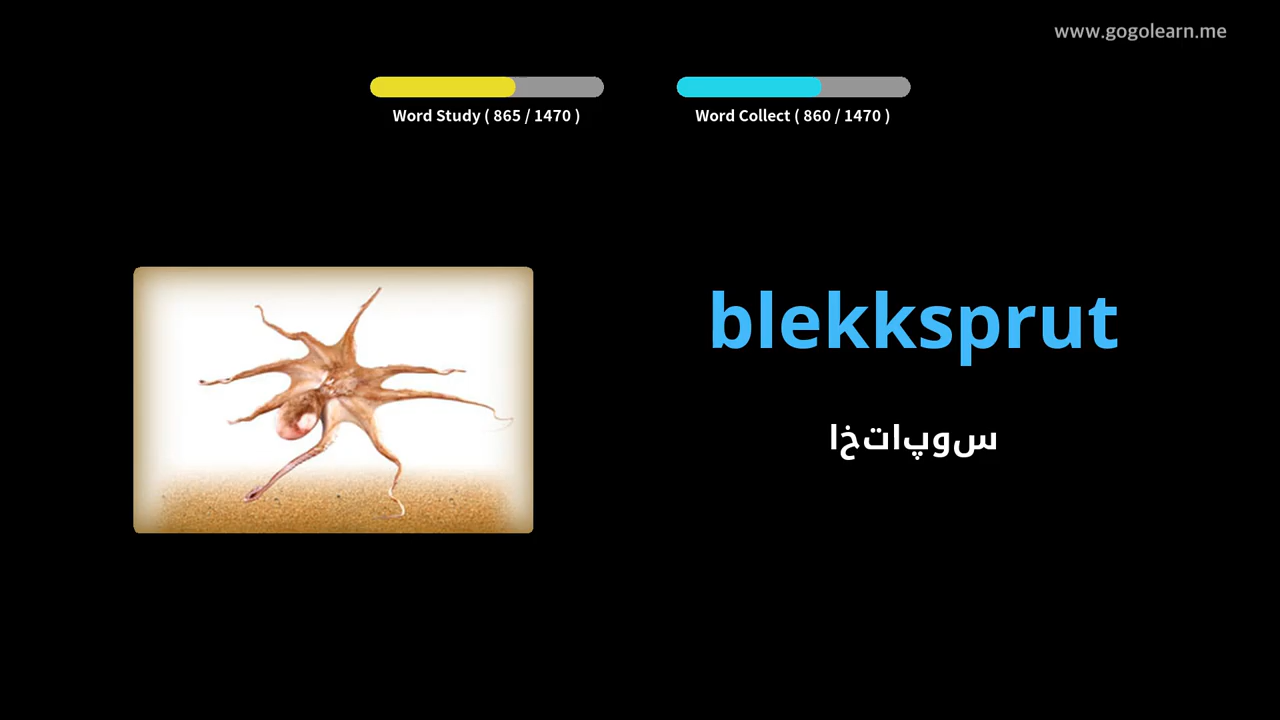 www.gogolearn.me
Word Study ( 865 / 1470 )
Word Collect ( 860 / 1470 )
blekksprut
سوپاتخا